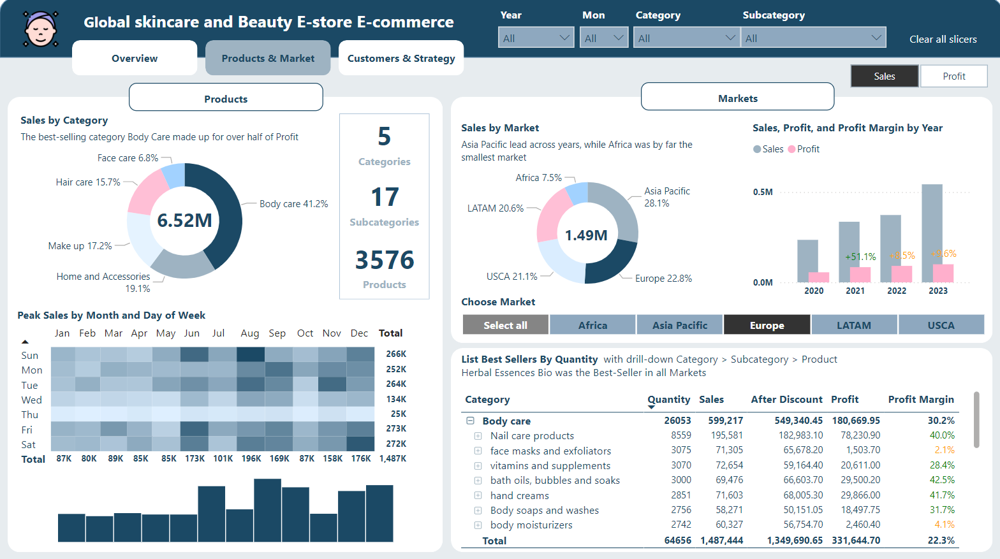 Global skincare and Beauty E-store E-commerce
Year
Mon
Category
Subcategory
All
All
All
All
Clear all slicers
Overview
Products & Market
Customers & Strategy
Sales
Profit
Products
Sales by Category
The best-selling category Body Care made up for over half of Profit
Face care 6.8%
Hair care 15.7%
Body care 41.2%
6.52M
Make up 17.2%
Home and Accessories
19.1%
5
Categories
17
Subcategories
3576
Products
Peak Sales by Month and Day of Week
Jan Feb Mar Apr May Jun Jul Aug Sep Oct Nov Dec Total
Sun 266K
Mon 252K
Tue 264K
Wed 134K
Thu 25K
Fri 273K
Sat 272K
Total 87K 80K 89K 85K 85K 173K 101K 196K 169K 87K 158K 176K 1,487K
Markets
Sales by Market
Asia Pacific lead across years, while Africa was by far the
smallest market
Africa 7.5%
Asia Pacific
28.1%
LATAM 20.6%
1.49M
USCA 21.1%
Europe 22.8%
Sales, Profit, and Profit Margin by Year
Sales Profit
0.5M
+51.1% +9.6%
0.0M
2020 2021 2022 2023
Choose Market
Select all Africa Asia Pacific Europe LATAM USCA
List Best Sellers By Quantity with drill-down Category > Subcategory > Product
Herbal Essences Bio was the Best-Seller in all Markets
Category Quantity Sales After Discount Profit Profit Margin
Body care 26053 599,217 549,340.45 180,669.95 30.2%
Nail care products 8559 195,581 182,983.10 78,230.90 40.0%
face masks and exfoliators 3075 71,305 65,678.20 1,503.70 2.1%
vitamins and supplements 3070 72,654 59,164.40 20,611.00 28.4%
bath oils, bubbles and soaks 3000 69,476 66,603.70 29,500.20 42.5%
hand creams 2851 71,603 68,005.30 29,866.00 41.7%
Body soaps and washes 2756 58,271 50,151.05 18,497.75 31.7%
body moisturizers 2742 60,327 56,754.70 2,460.40 4.1%
Total 64656 1,487,444 1,349,690.65 331,644.70 22.3%